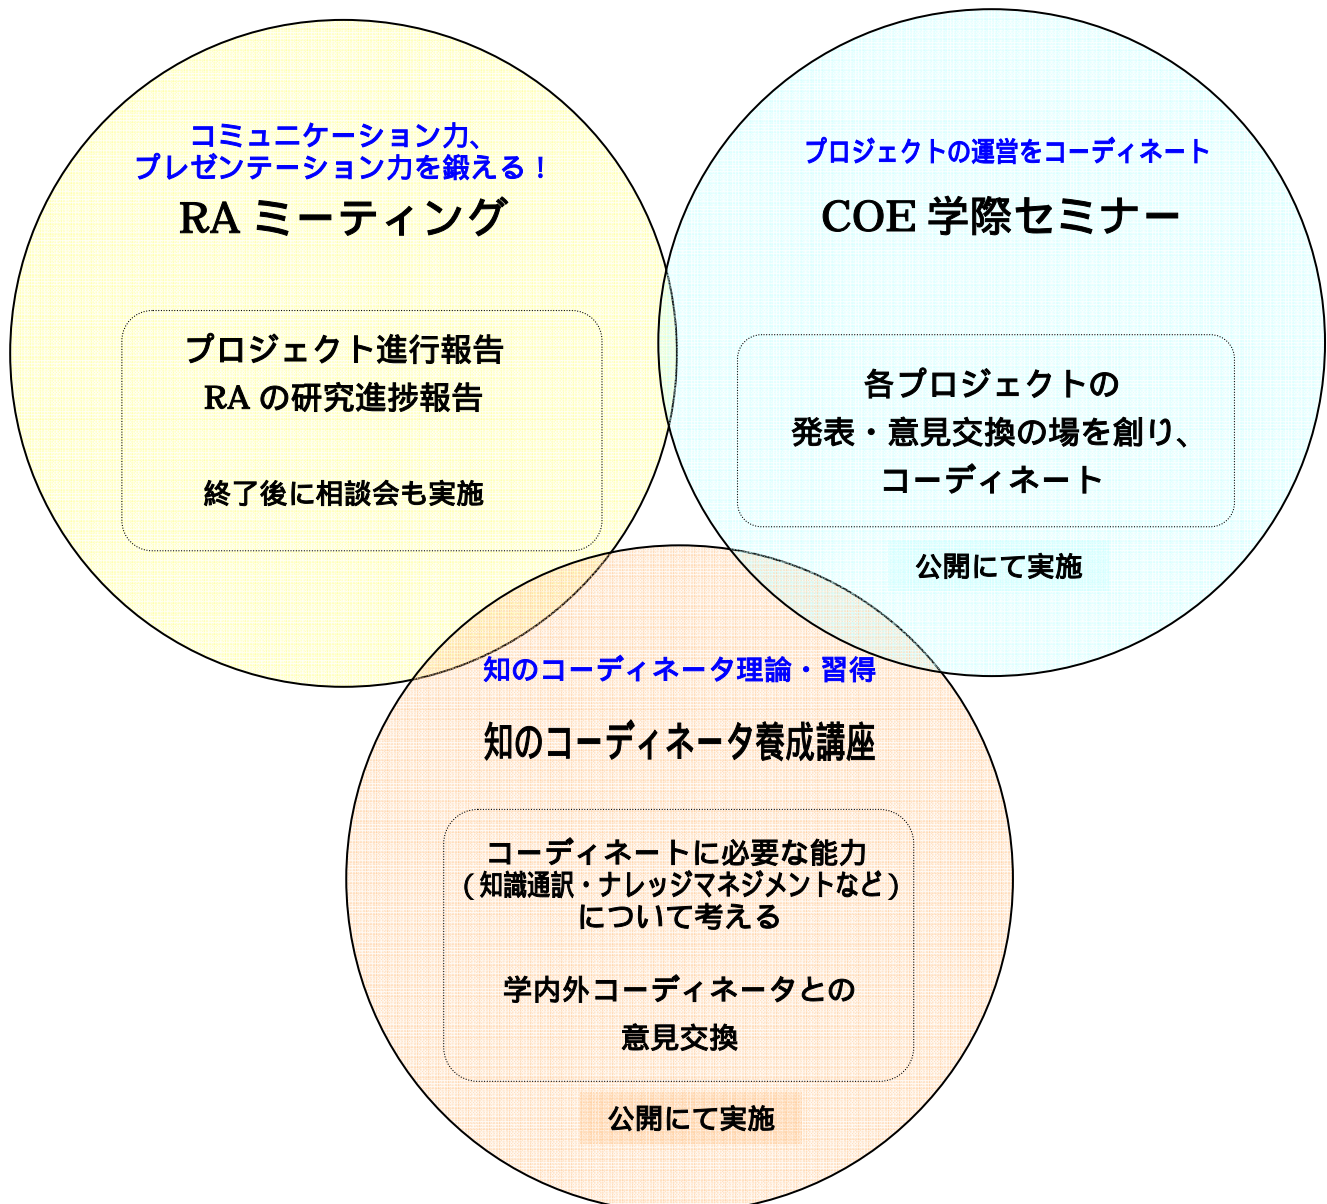 コミュニケーション力、
プレゼンテーション力を鍛える！
RA ミーティング
プロジェクト進行報告
RA の研究進捗報告
終了後に相談会も実施
プロジェクトの運営をコーディネート
COE 学際セミナー
各プロジェクトの
発表・意見交換の場を創り、
コーディネート
公開にて実施
知のコーディネータ理論・習得
知のコーディネータ養成講座
コーディネートに必要な能力
（知識通訳・ナレッジマネジメントなど）
について考える
学内外コーディネータとの
意見交換
公開にて実施